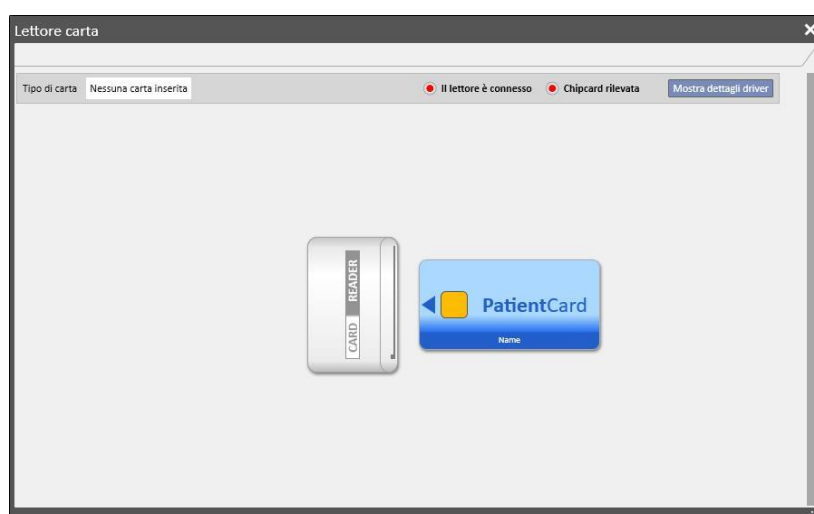 Lettore carta
Tipo di carta Nessuna carta inserita Il lettore è connesso Chipcard rilevata Mostra dettagli driver
CARD READER
PatientCard
Name